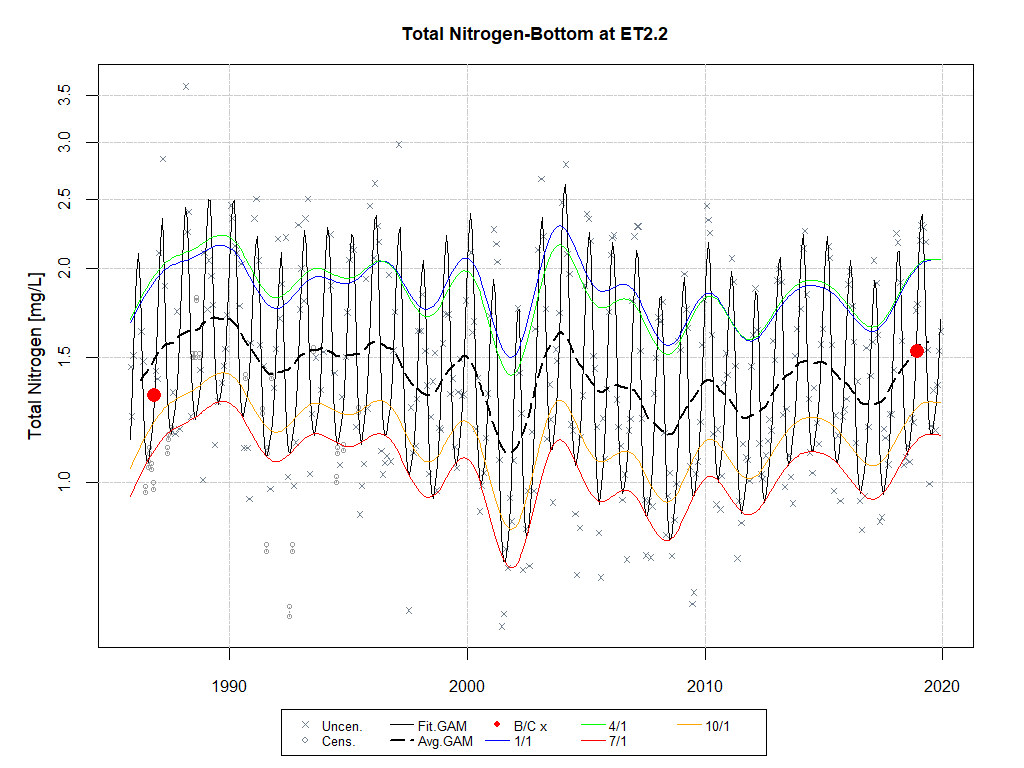 Total Nitrogen-Bottom at ET2.2
Total Nitrogen [mg/L]
3.5
3.0
2.5
2.0
1.5
1.0
1990 2000 2010 2020
Uncen. Fit.GAM B/C x 4/1 10/1
Cens. Avg.GAM 1/1 7/1